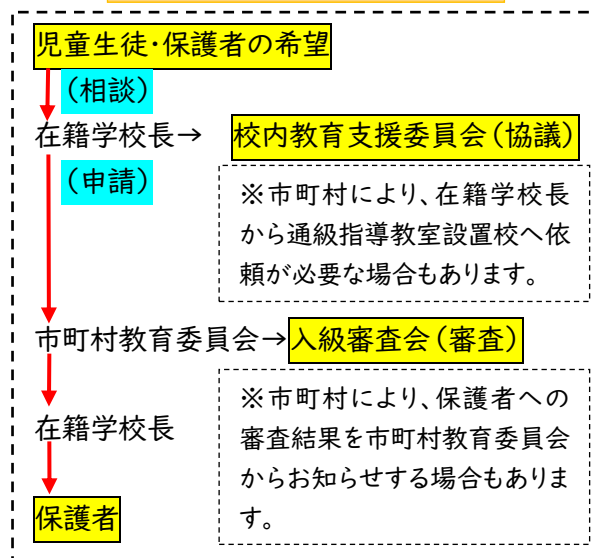 児童生徒・保護者の希望
（相談）
在籍学校長→ 校内教育支援委員会（協議）
（申請）
※市町村により、在籍学校長
から通級指導教室設置校へ依
頼が必要な場合もあります。
市町村教育委員会→入級審査会（審査）
※市町村により、保護者への
審査結果を市町村教育委員会
からお知らせする場合もありま
す。
在籍学校長
保護者